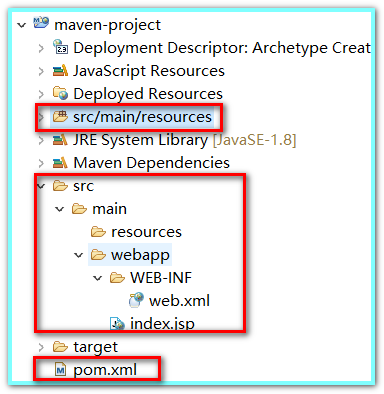 maven-project
Deployment Descriptor: Archetype Creat
JavaScript Resources
Deployed Resources
src/main/resources
JRE System Library [JavaSE-1.8]
Maven Dependencies
src
main
resources
webapp
WEB-INF
web.xml
index.jsp
target
pom.xml